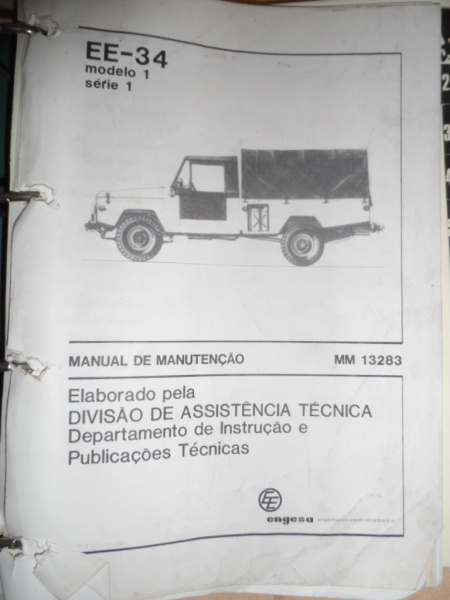 EE-34
modelo 1
série 1
MANUAL DE MANUTENÇÃO MM 13283
Elaborado pela
DIVISÃO DE ASSISTÊNCIA TÉCNICA
Departamento de Instrução e
Publicações Técnicas
EE
engesa